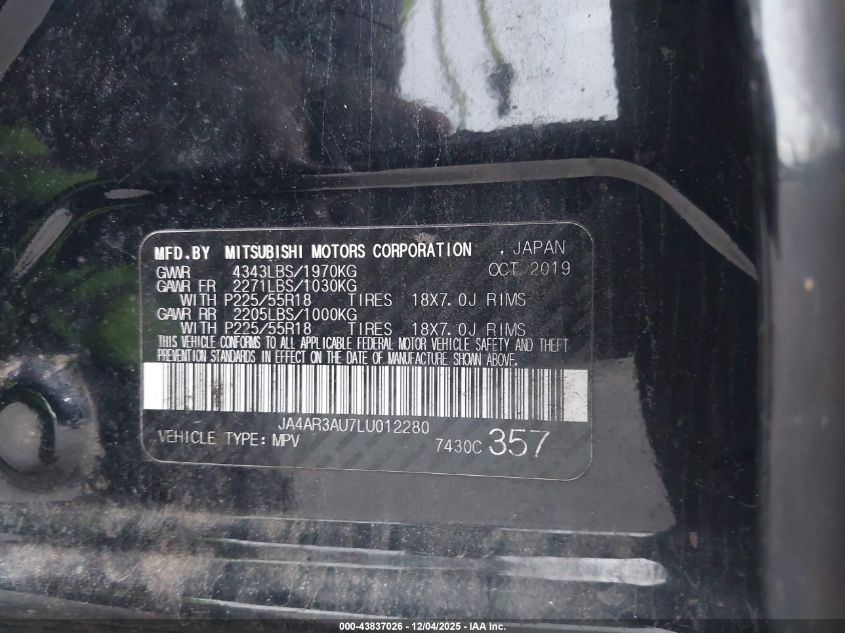 MFD.BY MITSUBISHI MOTORS CORPORATION , JAPAN
GVWR 4343LBS/1970KG OCT 2019
GAWR FR 2271LBS/1030KG
WITH P225/55R18 TIRES 18X7.0J RIMS
GAWR RR 2205LBS/1000KG
WITH P225/55R18 TIRES 18X7.0J RIMS
THIS VEHICLE CONFORMS TO ALL APPLICABLE FEDERAL MOTOR VEHICLE SAFETY AND THEFT
PREVENTION STANDARDS IN EFFECT ON THE DATE OF MANUFACTURE SHOWN ABOVE.
JA4AR3AU7LU012280
VEHICLE TYPE: MPV 7430C 357
000-43837026 - 12/04/2025 - IAA Inc.